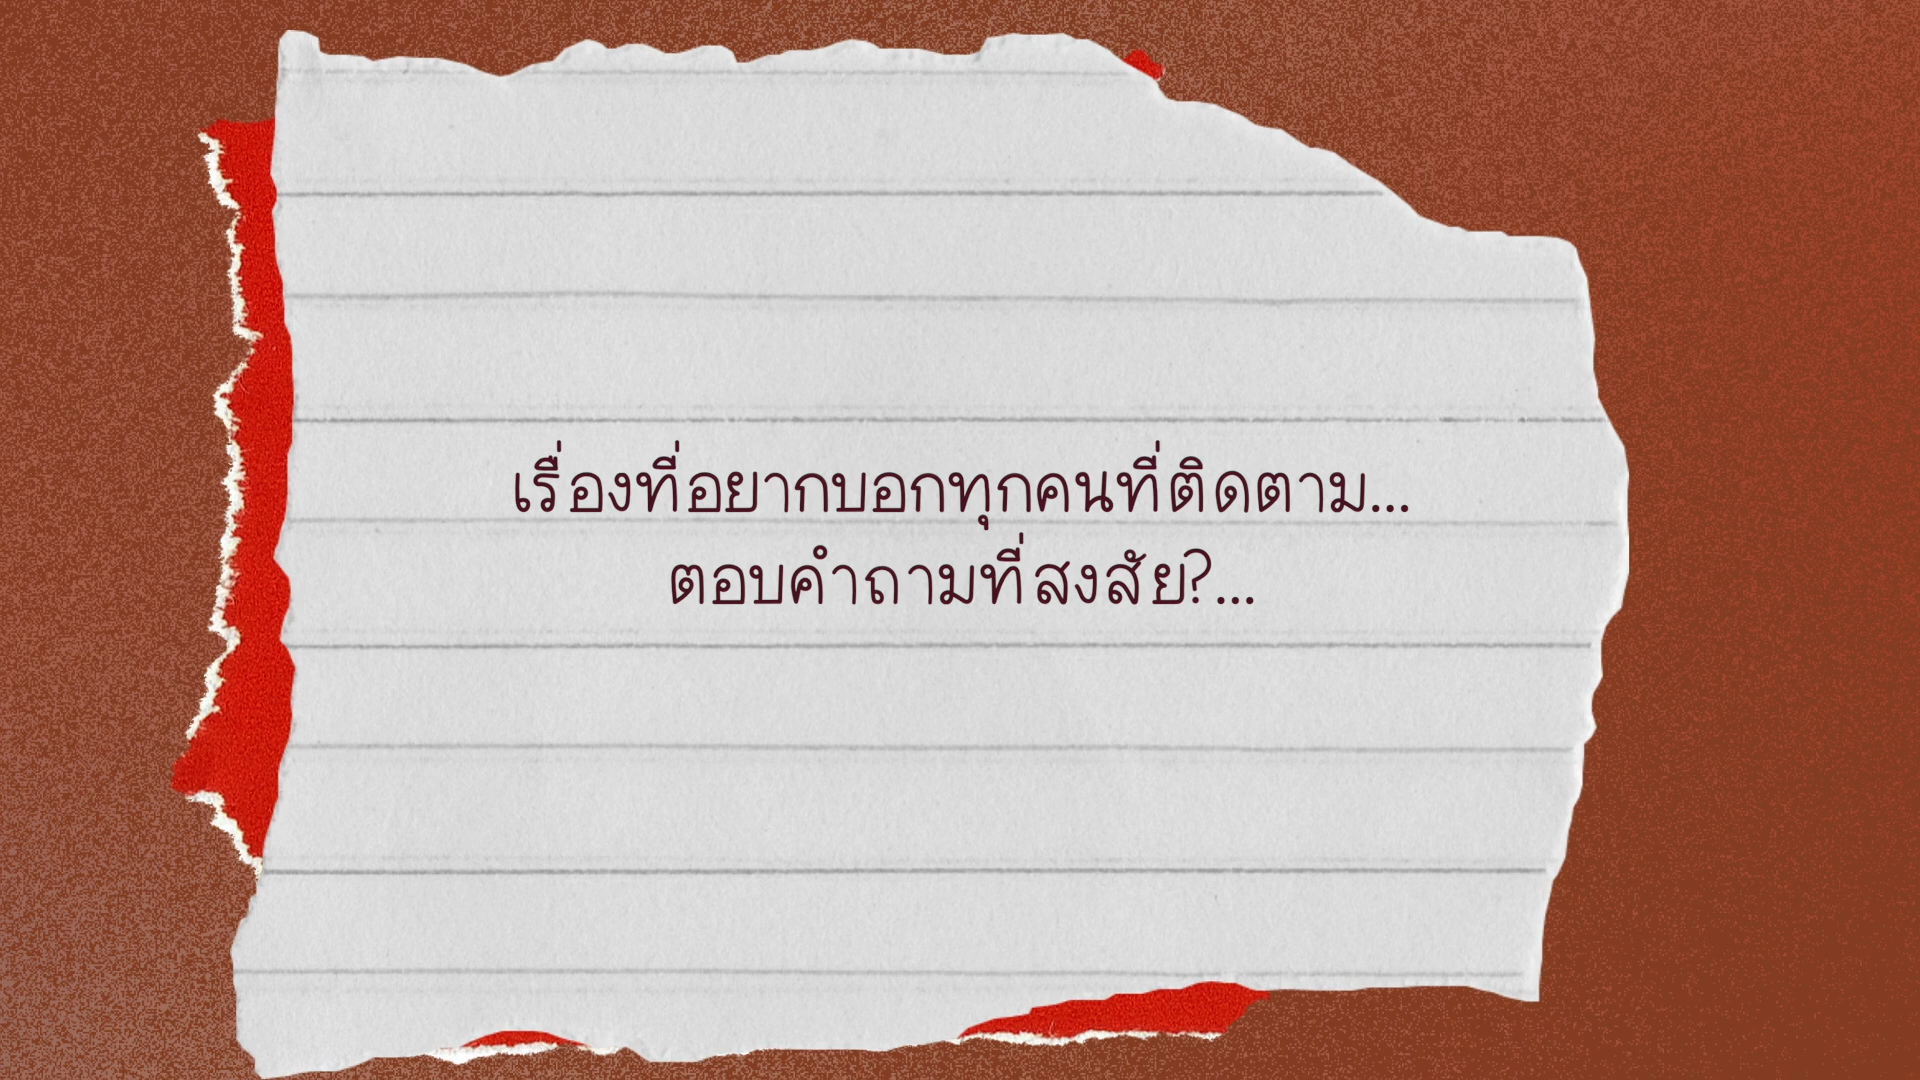 เรื่องที่อยากบอกทุกคนที่ติดตาม...
ตอบคำถามที่สงสัย?...